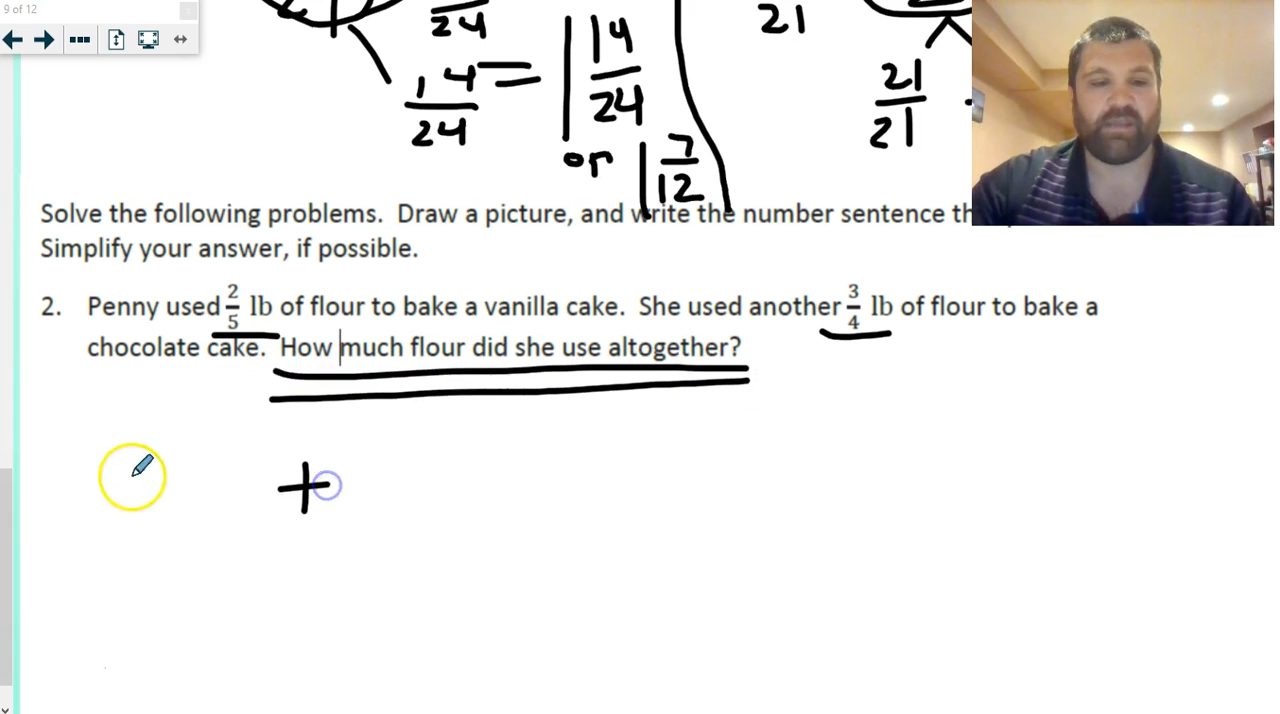 9 of 12
24
14/24 = 1 14/24
or 1 7/12
21
21/21
Solve the following problems. Draw a picture, and write the number sentence th
Simplify your answer, if possible.
2. Penny used 2/5 lb of flour to bake a vanilla cake. She used another 3/4 lb of flour to bake a
chocolate cake. How much flour did she use altogether?
+